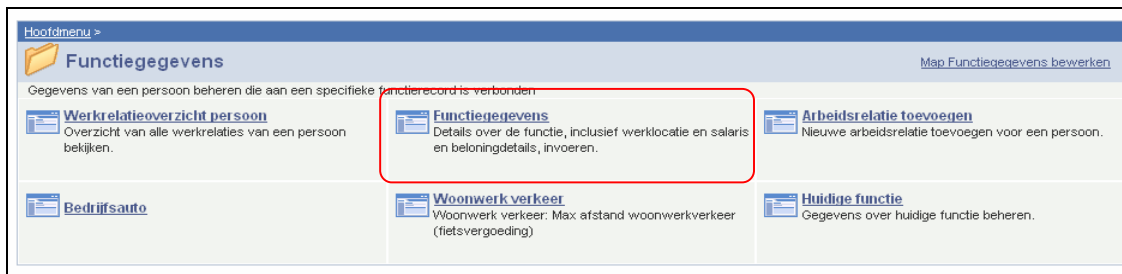 Hoofdmenu >
Functiegegevens
Map Functiegegevens bewerken
Gegevens van een persoon beheren die aan een specifieke functierecord is verbonden
Werkrelatieoverzicht persoon
Overzicht van alle werkrelaties van een persoon
bekijken.
Functiegegevens
Details over de functie, inclusief werklocatie en salaris
en beloningdetails, invoeren.
Arbeidsrelatie toevoegen
Nieuwe arbeidsrelatie toevoegen voor een persoon.
Bedrijfsauto
Woonwerk verkeer
Woonwerk verkeer: Max afstand woonwerkverkeer
(fietsvergoeding)
Huidige functie
Gegevens over huidige functie beheren.